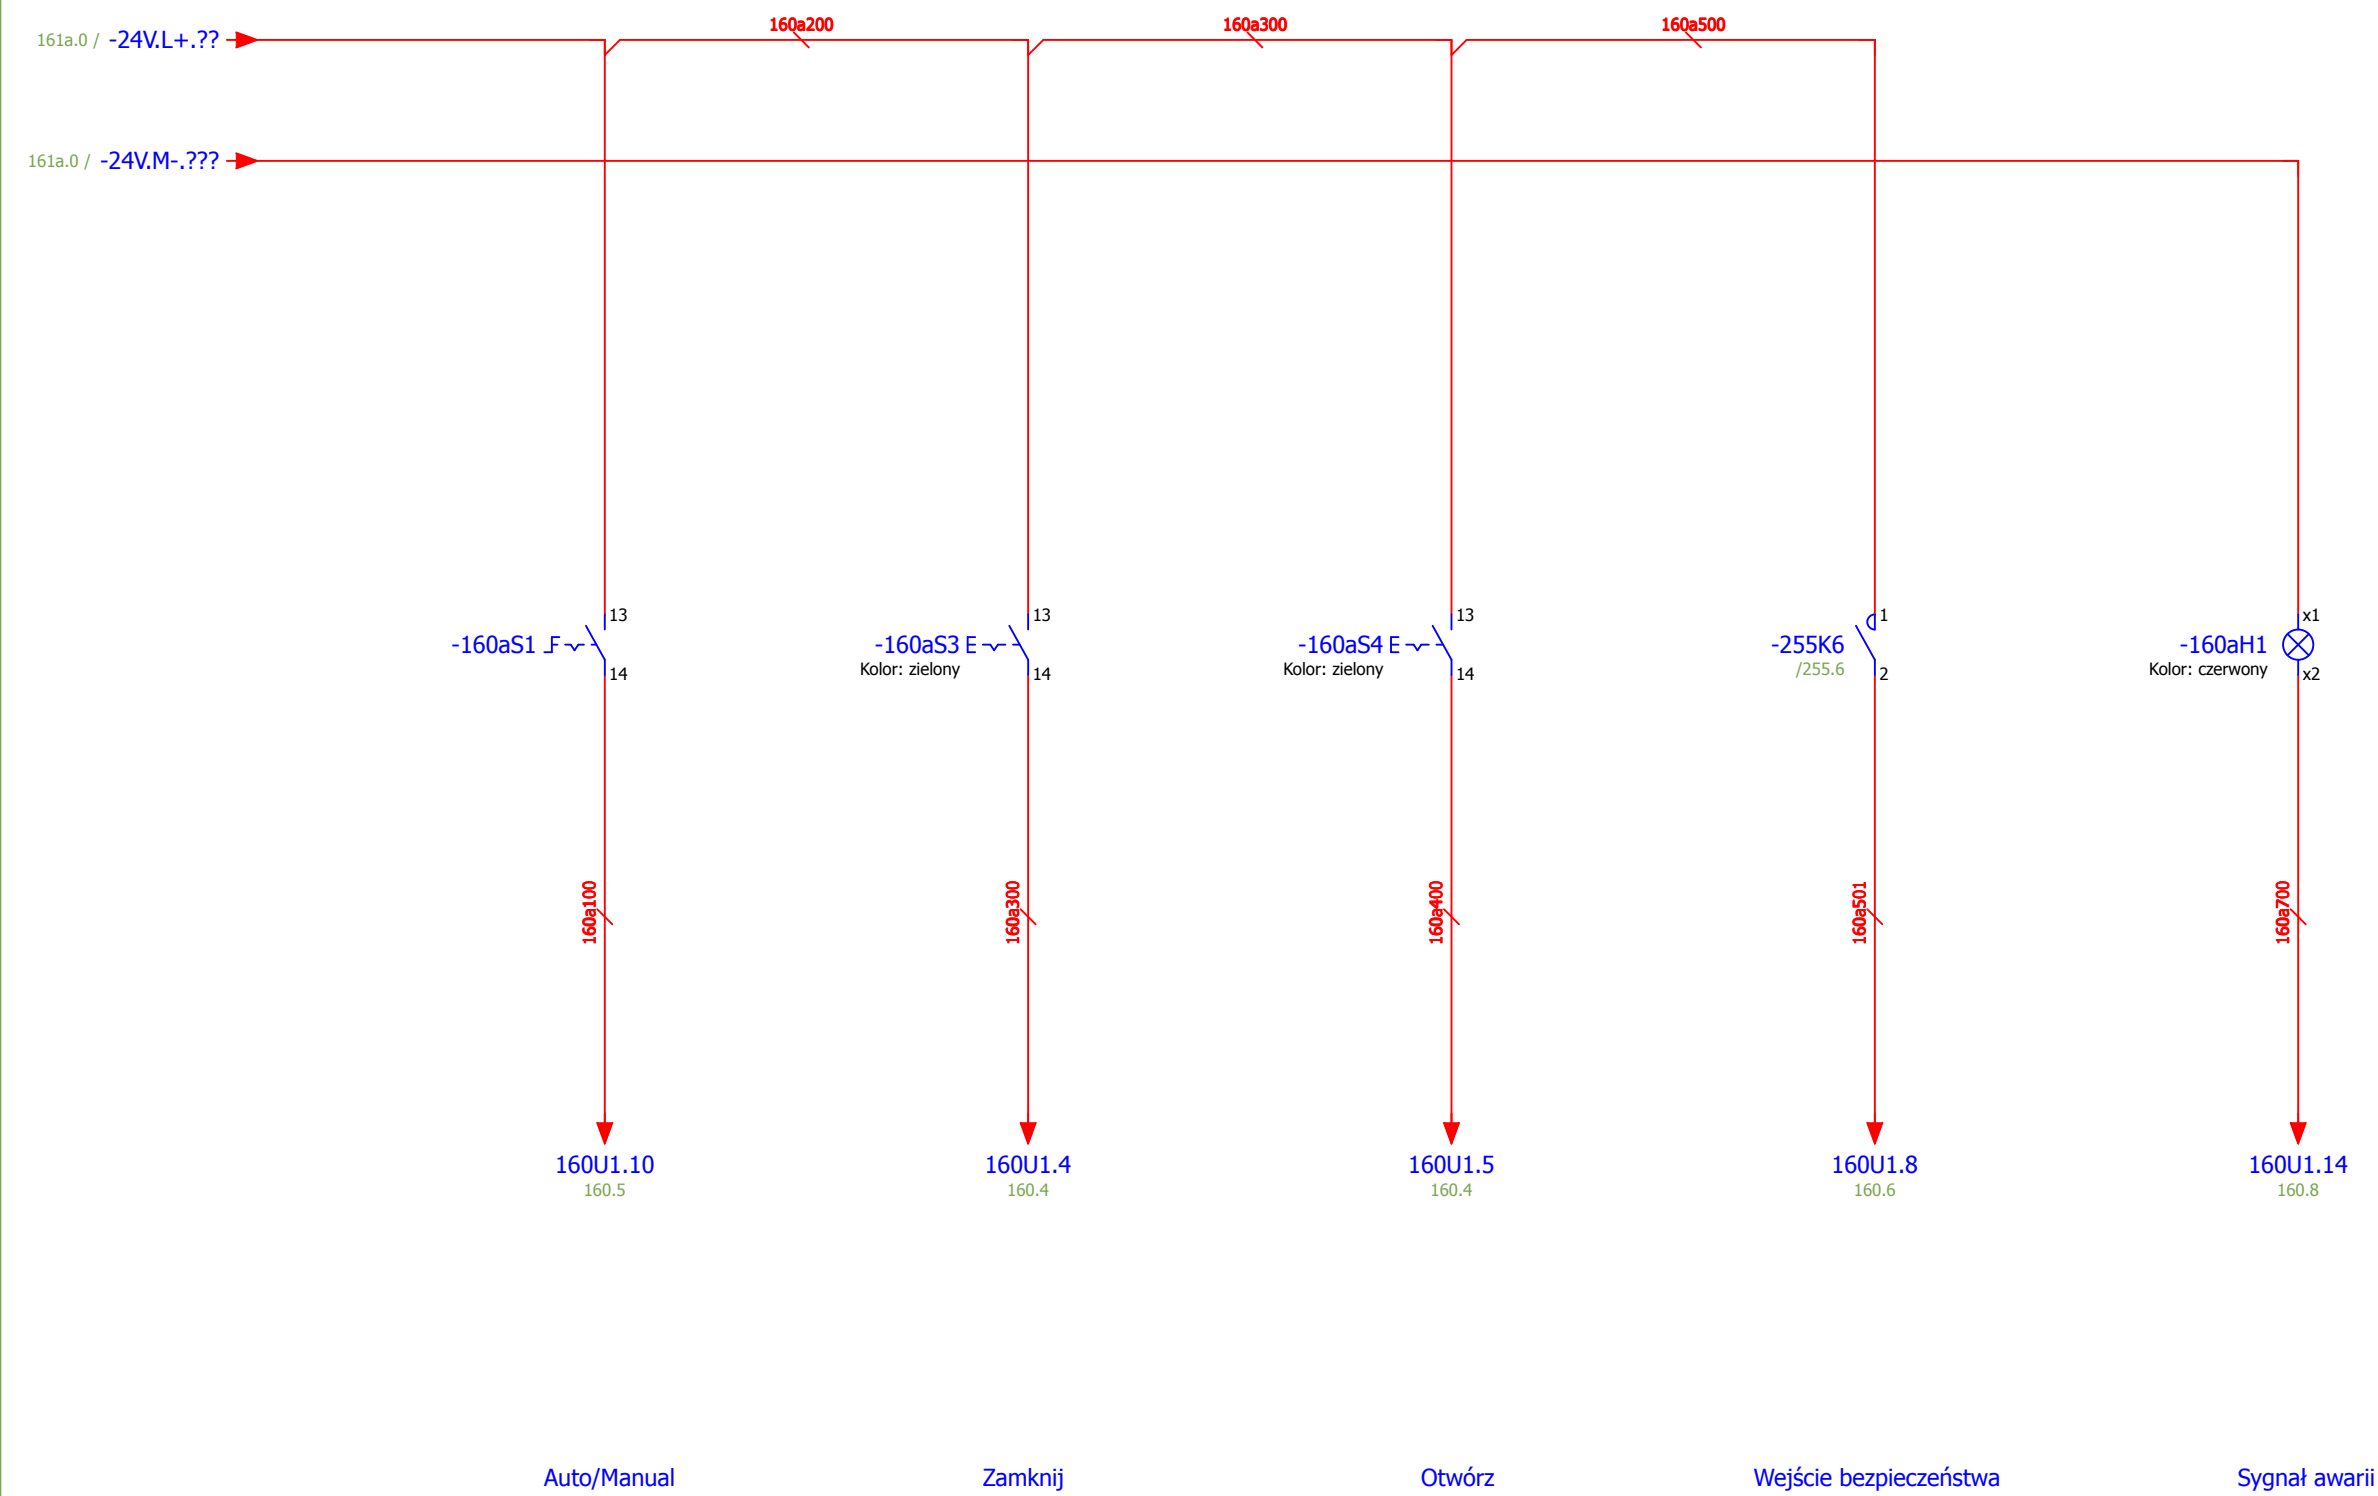 160a200
160a300
160a500
161a.0 / -24V.L+.??
161a.0 / -24V.M-.???
13
13
13
1
x1
-160aS1
-160aS3
-160aS4
-255K6
-160aH1
Kolor: zielony
Kolor: zielony
/255.6
Kolor: czerwony
14
14
14
2
x2
160a100
160a300
160a400
160a501
160a700
160U1.10
160U1.4
160U1.5
160U1.8
160U1.14
160.5
160.4
160.4
160.6
160.8
Auto/Manual
Zamknij
Otwórz
Wejście bezpieczeństwa
Sygnał awarii